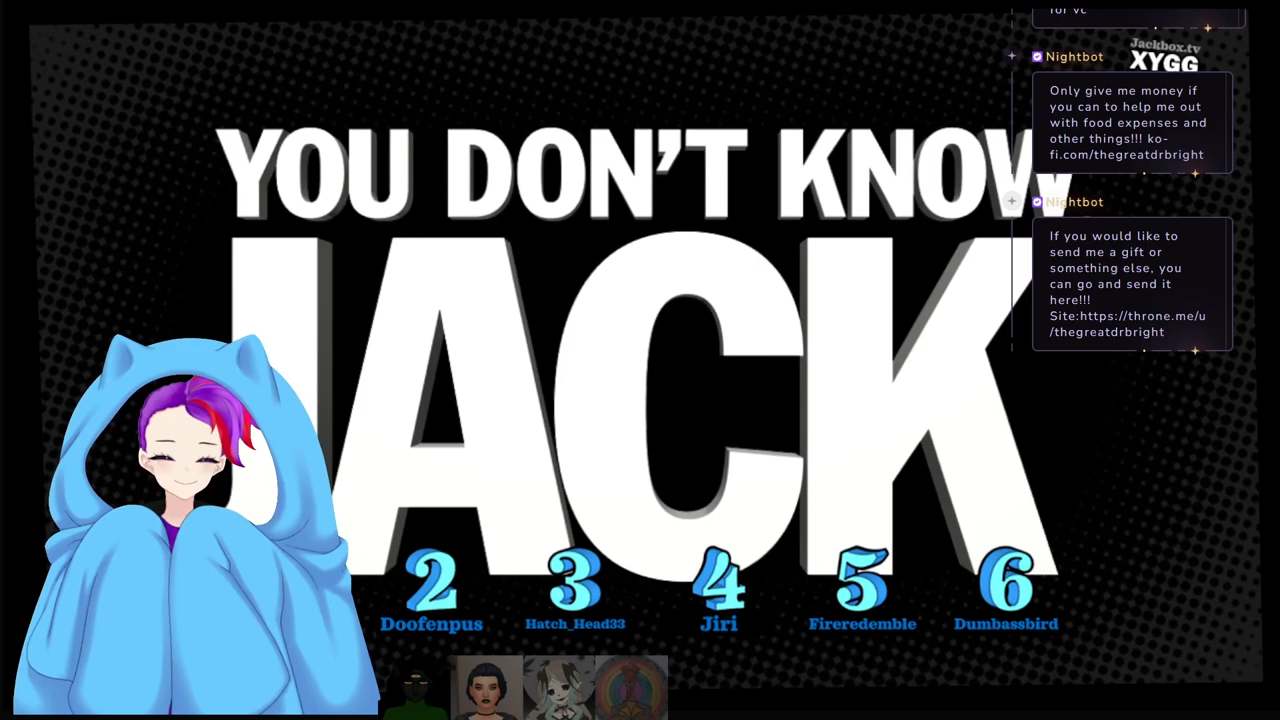 for vc
Jackbox.tv
XYGG
Nightbot
Only give me money if
you can to help me out
with food expenses and
other things!!! ko-
fi.com/thegreatdrbright
Nightbot
If you would like to
send me a gift or
something else, you
can go and send it
here!!!
Site:https://throne.me/u
/thegreatdrbright
YOU DON'T KNOW
JACK
2 3 4 5 6
Doofenpus Hatch_Head33 Jiri Fireredemble Dumbassbird